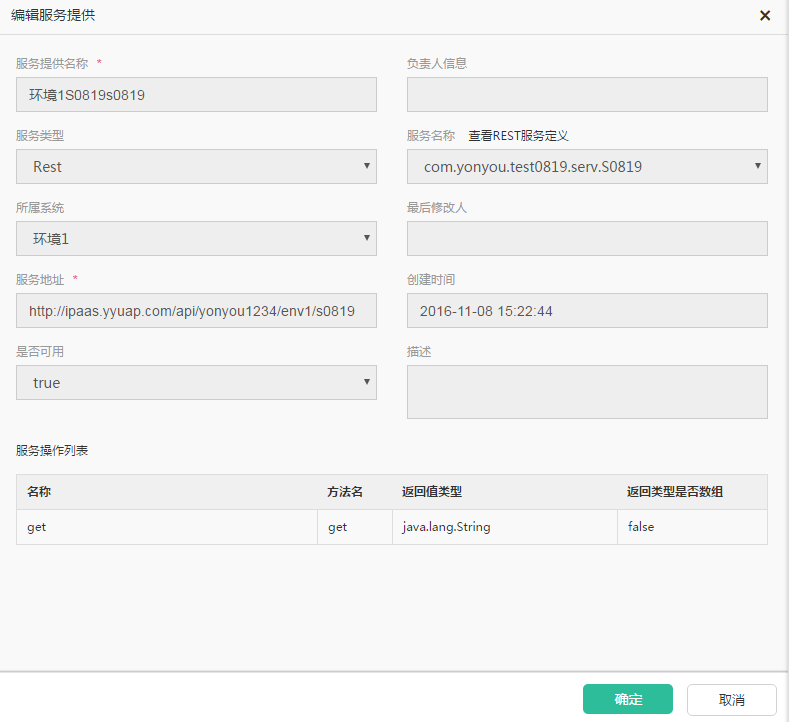 编辑服务提供
服务提供名称 *
负责人信息
环境1S0819s0819
服务类型
服务名称 查看REST服务定义
Rest
com.yonyou.test0819.serv.S0819
所属系统
最后修改人
环境1
服务地址 *
创建时间
http://ipaas.yyuap.com/api/yonyou1234/env1/s0819
2016-11-08 15:22:44
是否可用
描述
true
服务操作列表
名称 方法名 返回值类型 返回类型是否数组
get get java.lang.String false
确定 取消